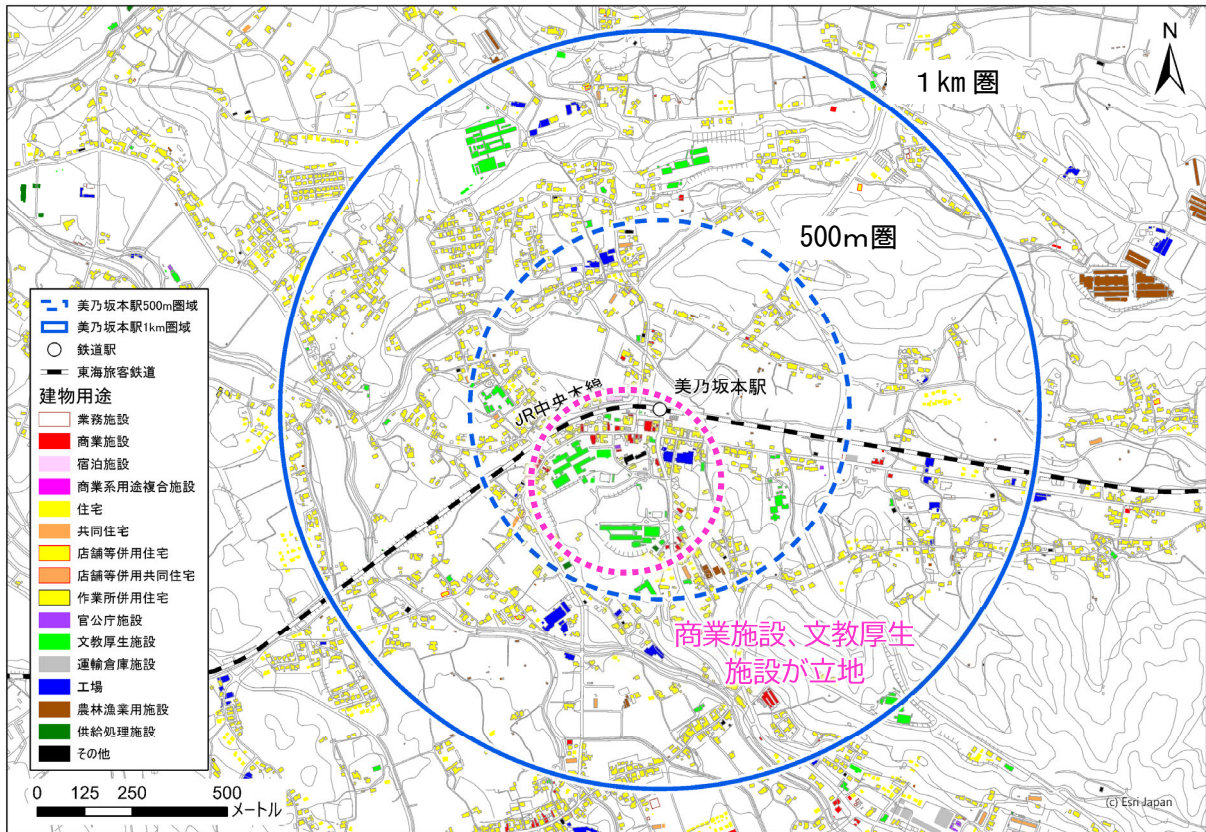 N
1km圏
500m圏
美乃坂本駅
JR中央本線
商業施設、文教厚生
施設が立地
美乃坂本駅500m圏域
美乃坂本駅1km圏域
鉄道駅
東海旅客鉄道
建物用途
業務施設
商業施設
宿泊施設
商業系用途複合施設
住宅
共同住宅
店舗等併用住宅
店舗等併用共同住宅
作業所併用住宅
官公庁施設
文教厚生施設
運輸倉庫施設
工場
農林漁業用施設
供給処理施設
その他
0 125 250 500 メートル
(c) Esri Japan